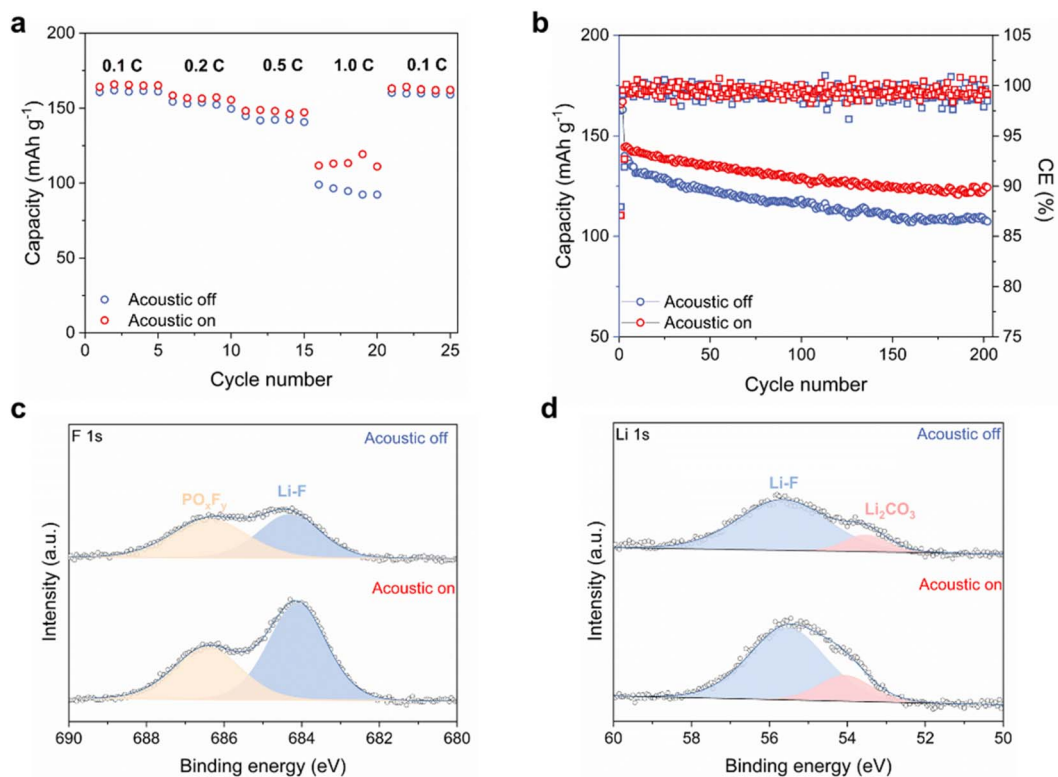 a
0.1 C 0.2 C 0.5 C 1.0 C 0.1 C
200
150
100
50
0
Capacity (mAh g⁻¹)
Acoustic off
Acoustic on
0 5 10 15 20 25
Cycle number
b
200
175
150
125
100
75
50
Capacity (mAh g⁻¹)
105
100
95
90
85
80
75
CE (%)
Acoustic off
Acoustic on
0 50 100 150 200
Cycle number
c
F 1s
Acoustic off
POₓFᵧ
Li-F
Acoustic on
Intensity (a.u.)
690 688 686 684 682 680
Binding energy (eV)
d
Li 1s
Acoustic off
Li-F
Li₂CO₃
Acoustic on
Intensity (a.u.)
60 58 56 54 52 50
Binding energy (eV)